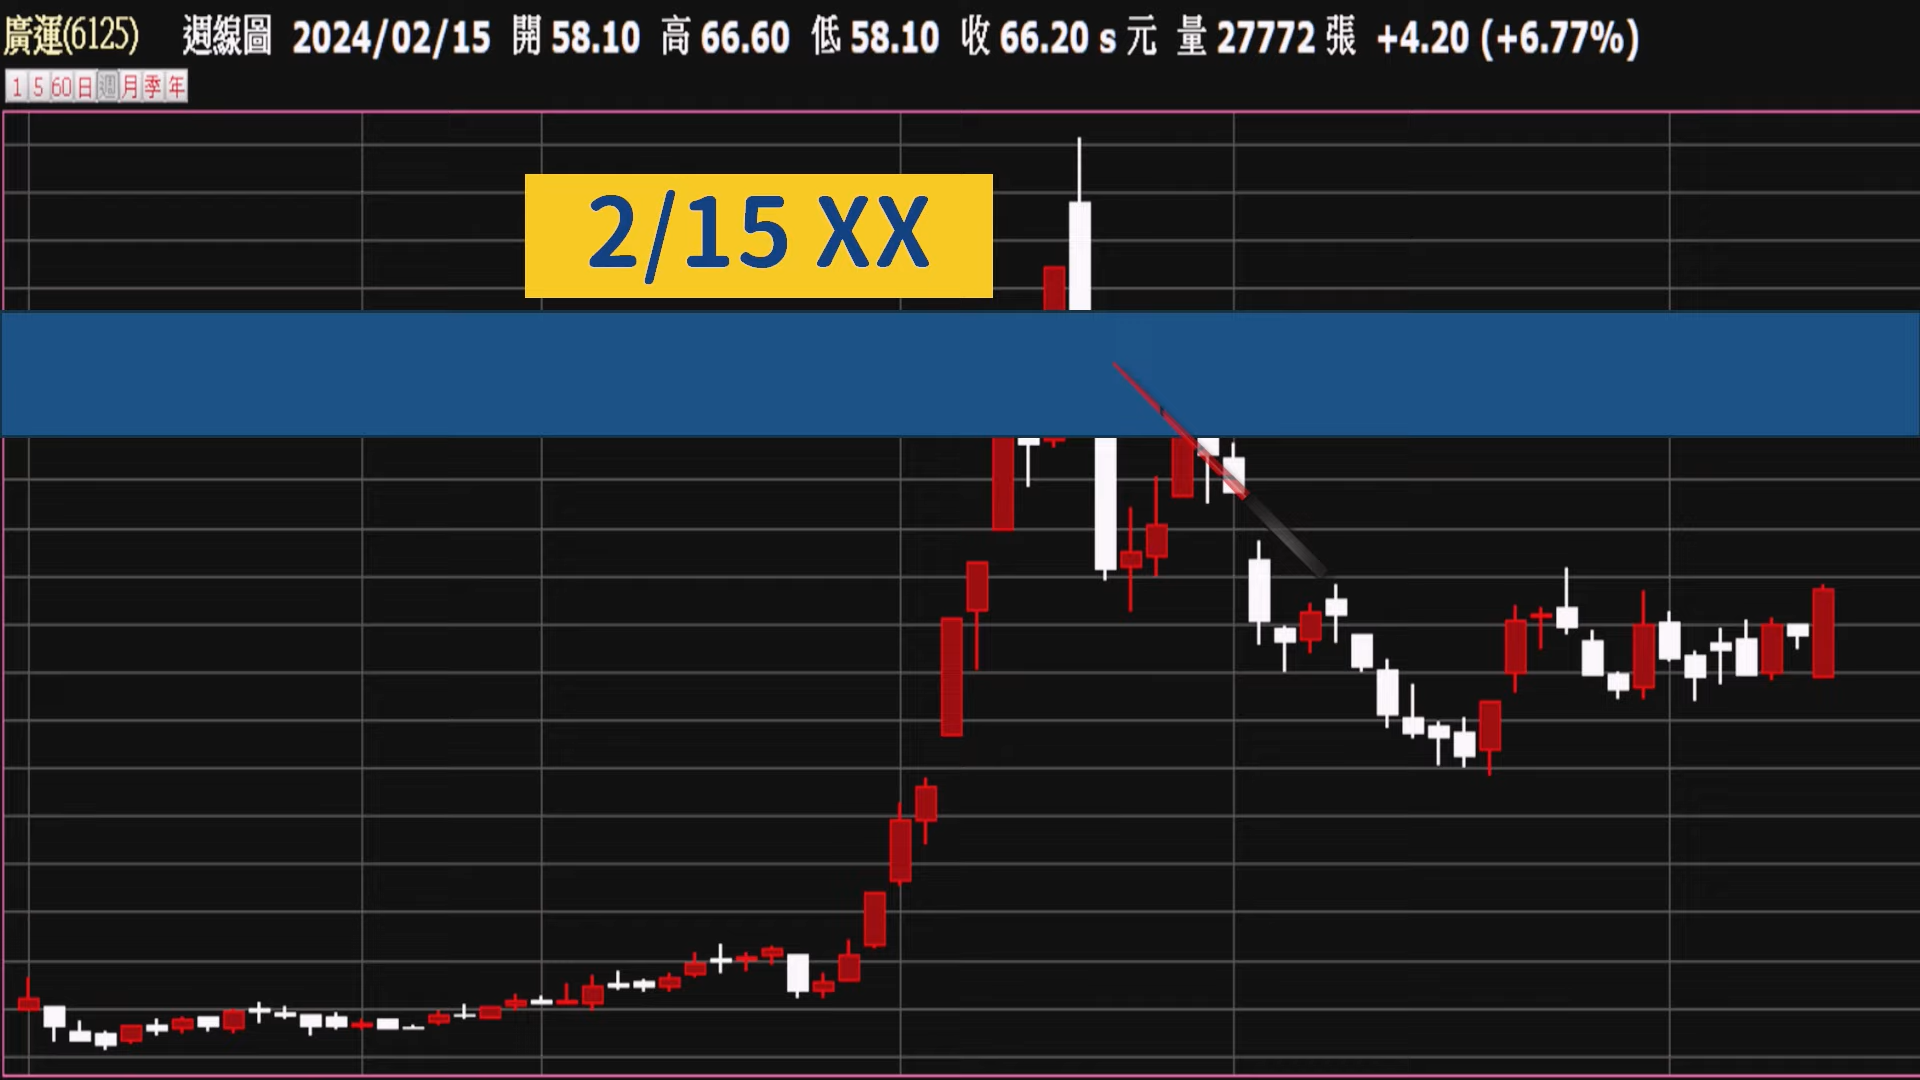 廣運(6125) 週線圖 2024/02/15 開 58.10 高 66.60 低 58.10 收 66.20 s 元 量 27772 張 +4.20 (+6.77%)
1 5 60 日 週 月 季 年
2/15 XX